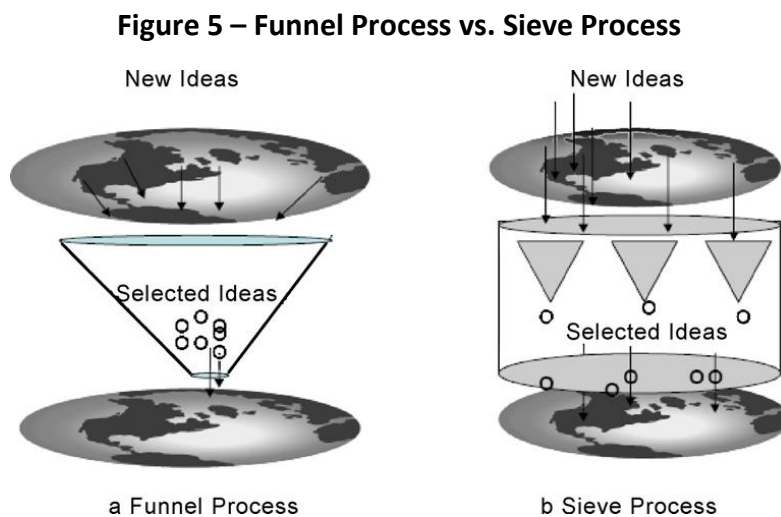 Figure 5 – Funnel Process vs. Sieve Process
New Ideas
Selected Ideas
a Funnel Process
New Ideas
Selected Ideas
b Sieve Process